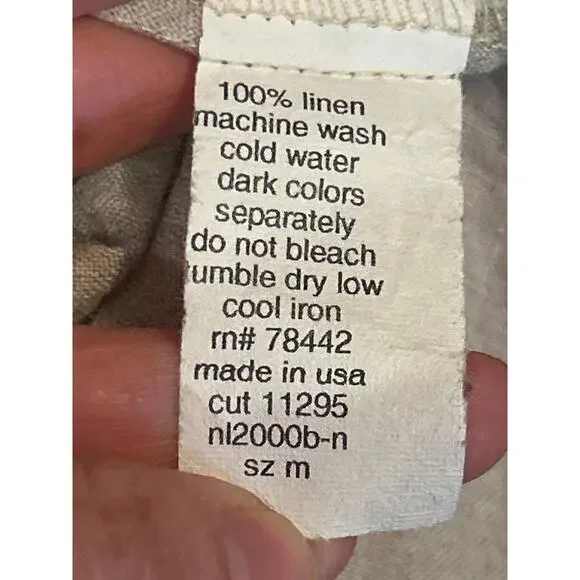 100% linen
machine wash
cold water
dark colors
separately
do not bleach
tumble dry low
cool iron
rn# 78442
made in usa
cut 11295
nl2000b-n
sz m